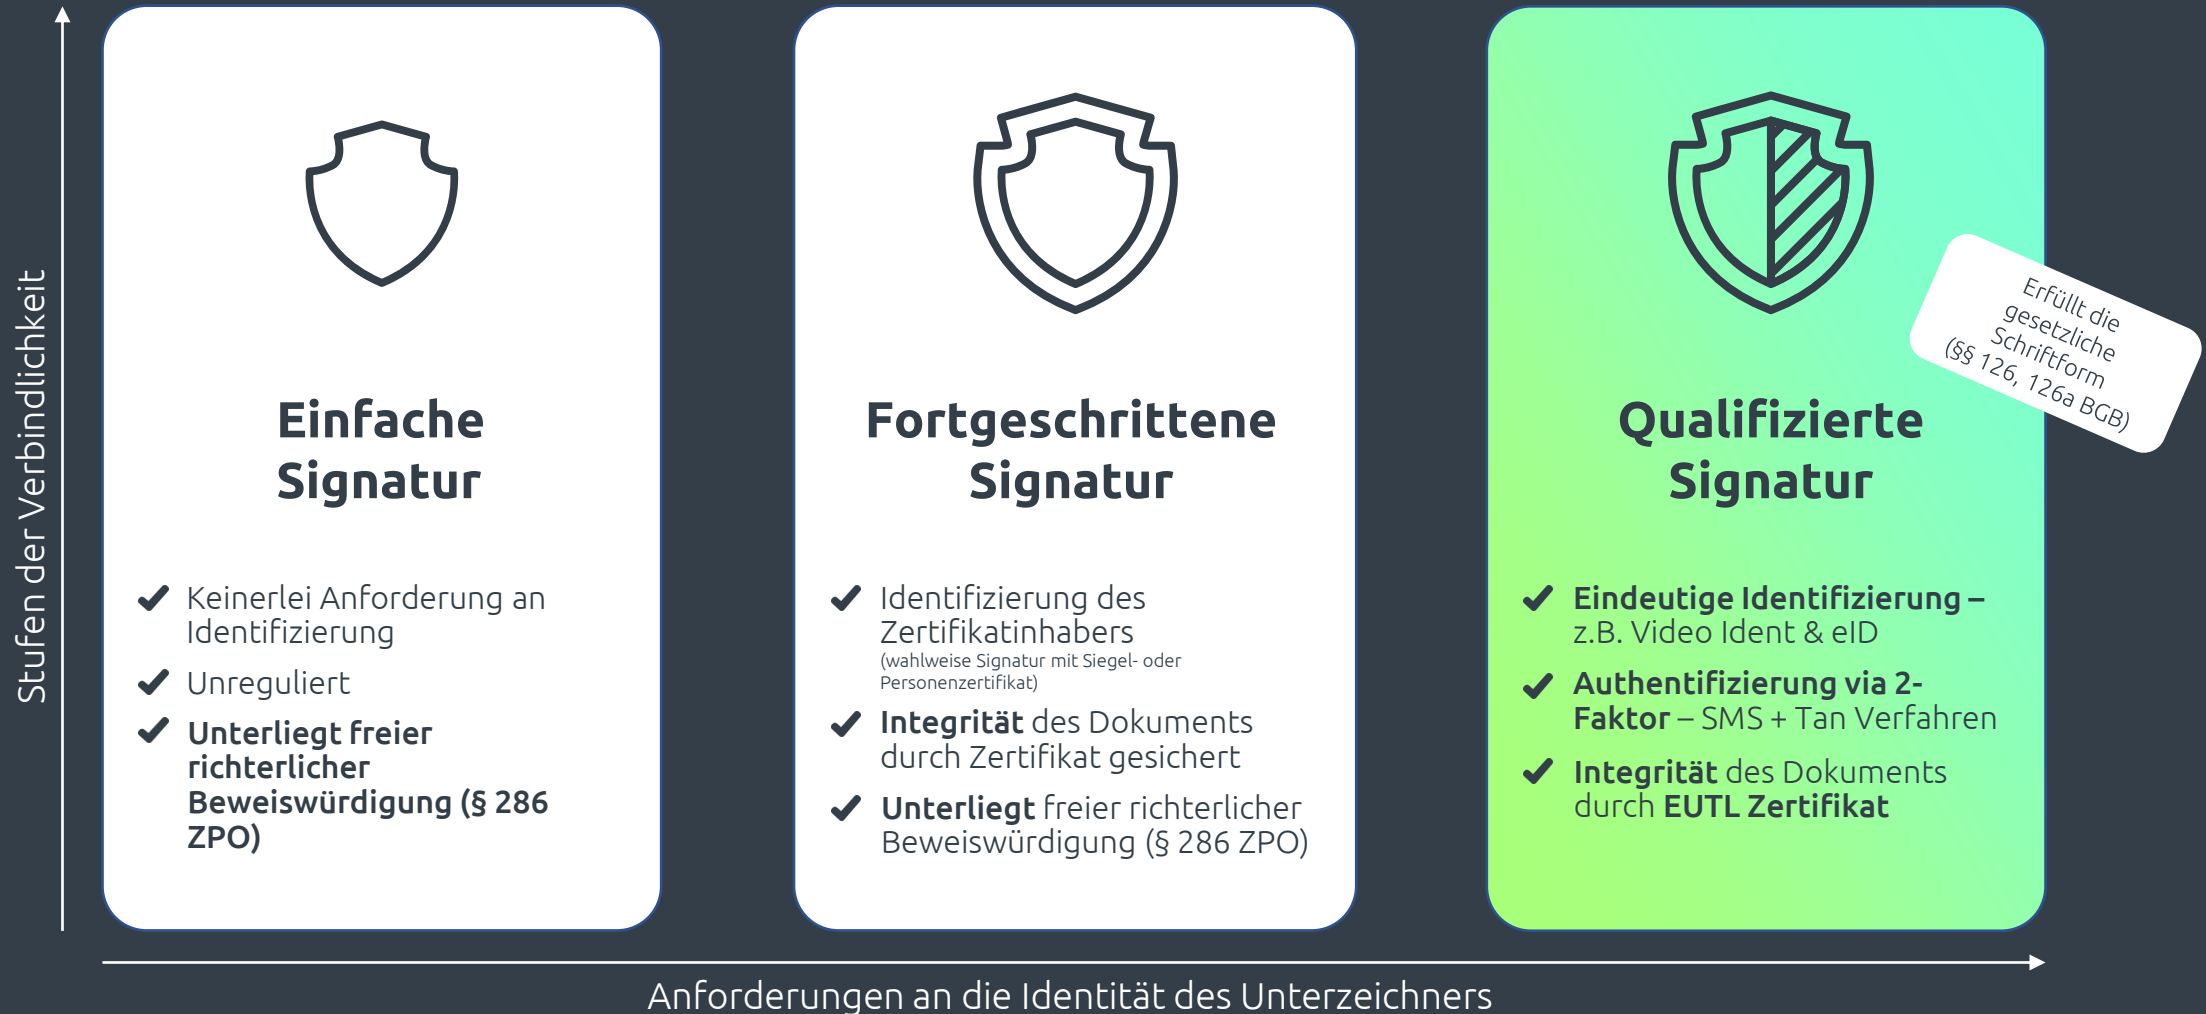 Stufen der Verbindlichkeit
Einfache
Signatur
Keinerlei Anforderung an
Identifizierung
Unreguliert
Unterliegt freier
richterlicher
Beweiswürdigung (§ 286
ZPO)
Fortgeschrittene
Signatur
Identifizierung des
Zertifikatinhabers
(wahlweise Signatur mit Siegel- oder
Personenzertifikat)
Integrität des Dokuments
durch Zertifikat gesichert
Unterliegt freier richterlicher
Beweiswürdigung (§ 286 ZPO)
Erfüllt die
gesetzliche
Schriftform
(§§ 126, 126a BGB)
Qualifizierte
Signatur
Eindeutige Identifizierung –
z.B. Video Ident & eID
Authentifizierung via 2-
Faktor – SMS + Tan Verfahren
Integrität des Dokuments
durch EUTL Zertifikat
Anforderungen an die Identität des Unterzeichners